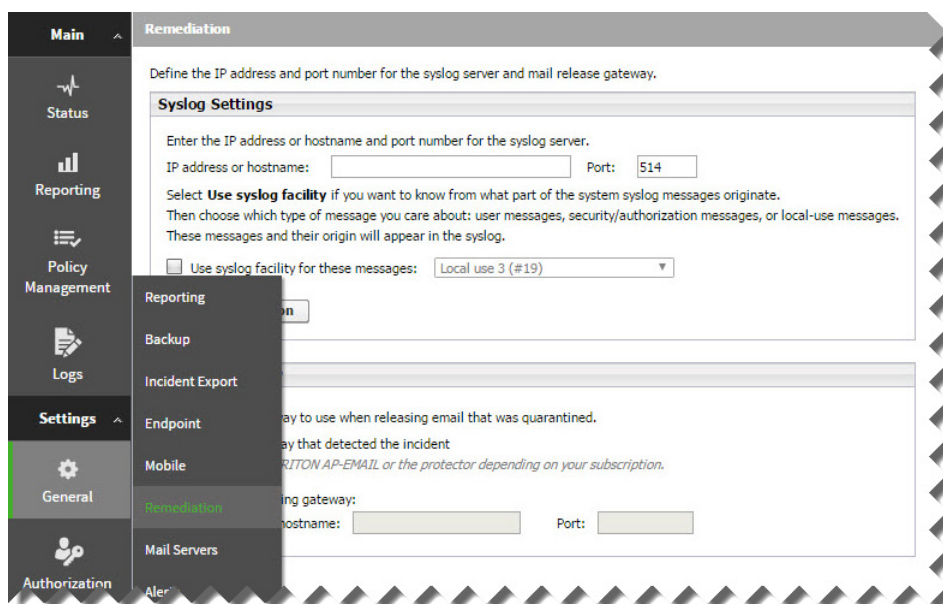 Main
Status
Reporting
Policy
Management
Logs
Settings
General
Authorization
Remediation
Define the IP address and port number for the syslog server and mail release gateway.
Syslog Settings
Enter the IP address or hostname and port number for the syslog server.
IP address or hostname: Port: 514
Select Use syslog facility if you want to know from what part of the system syslog messages originate.
Then choose which type of message you care about: user messages, security/authorization messages, or local-use messages.
These messages and their origin will appear in the syslog.
Use syslog facility for these messages: Local use 3 (#19)
Reporting
Backup
Incident Export
Endpoint
Mobile
Remediation
Mail Servers
to use when releasing email that was quarantined.
that detected the incident
AP-EMAIL or the protector depending on your subscription.
gateway:
Port: